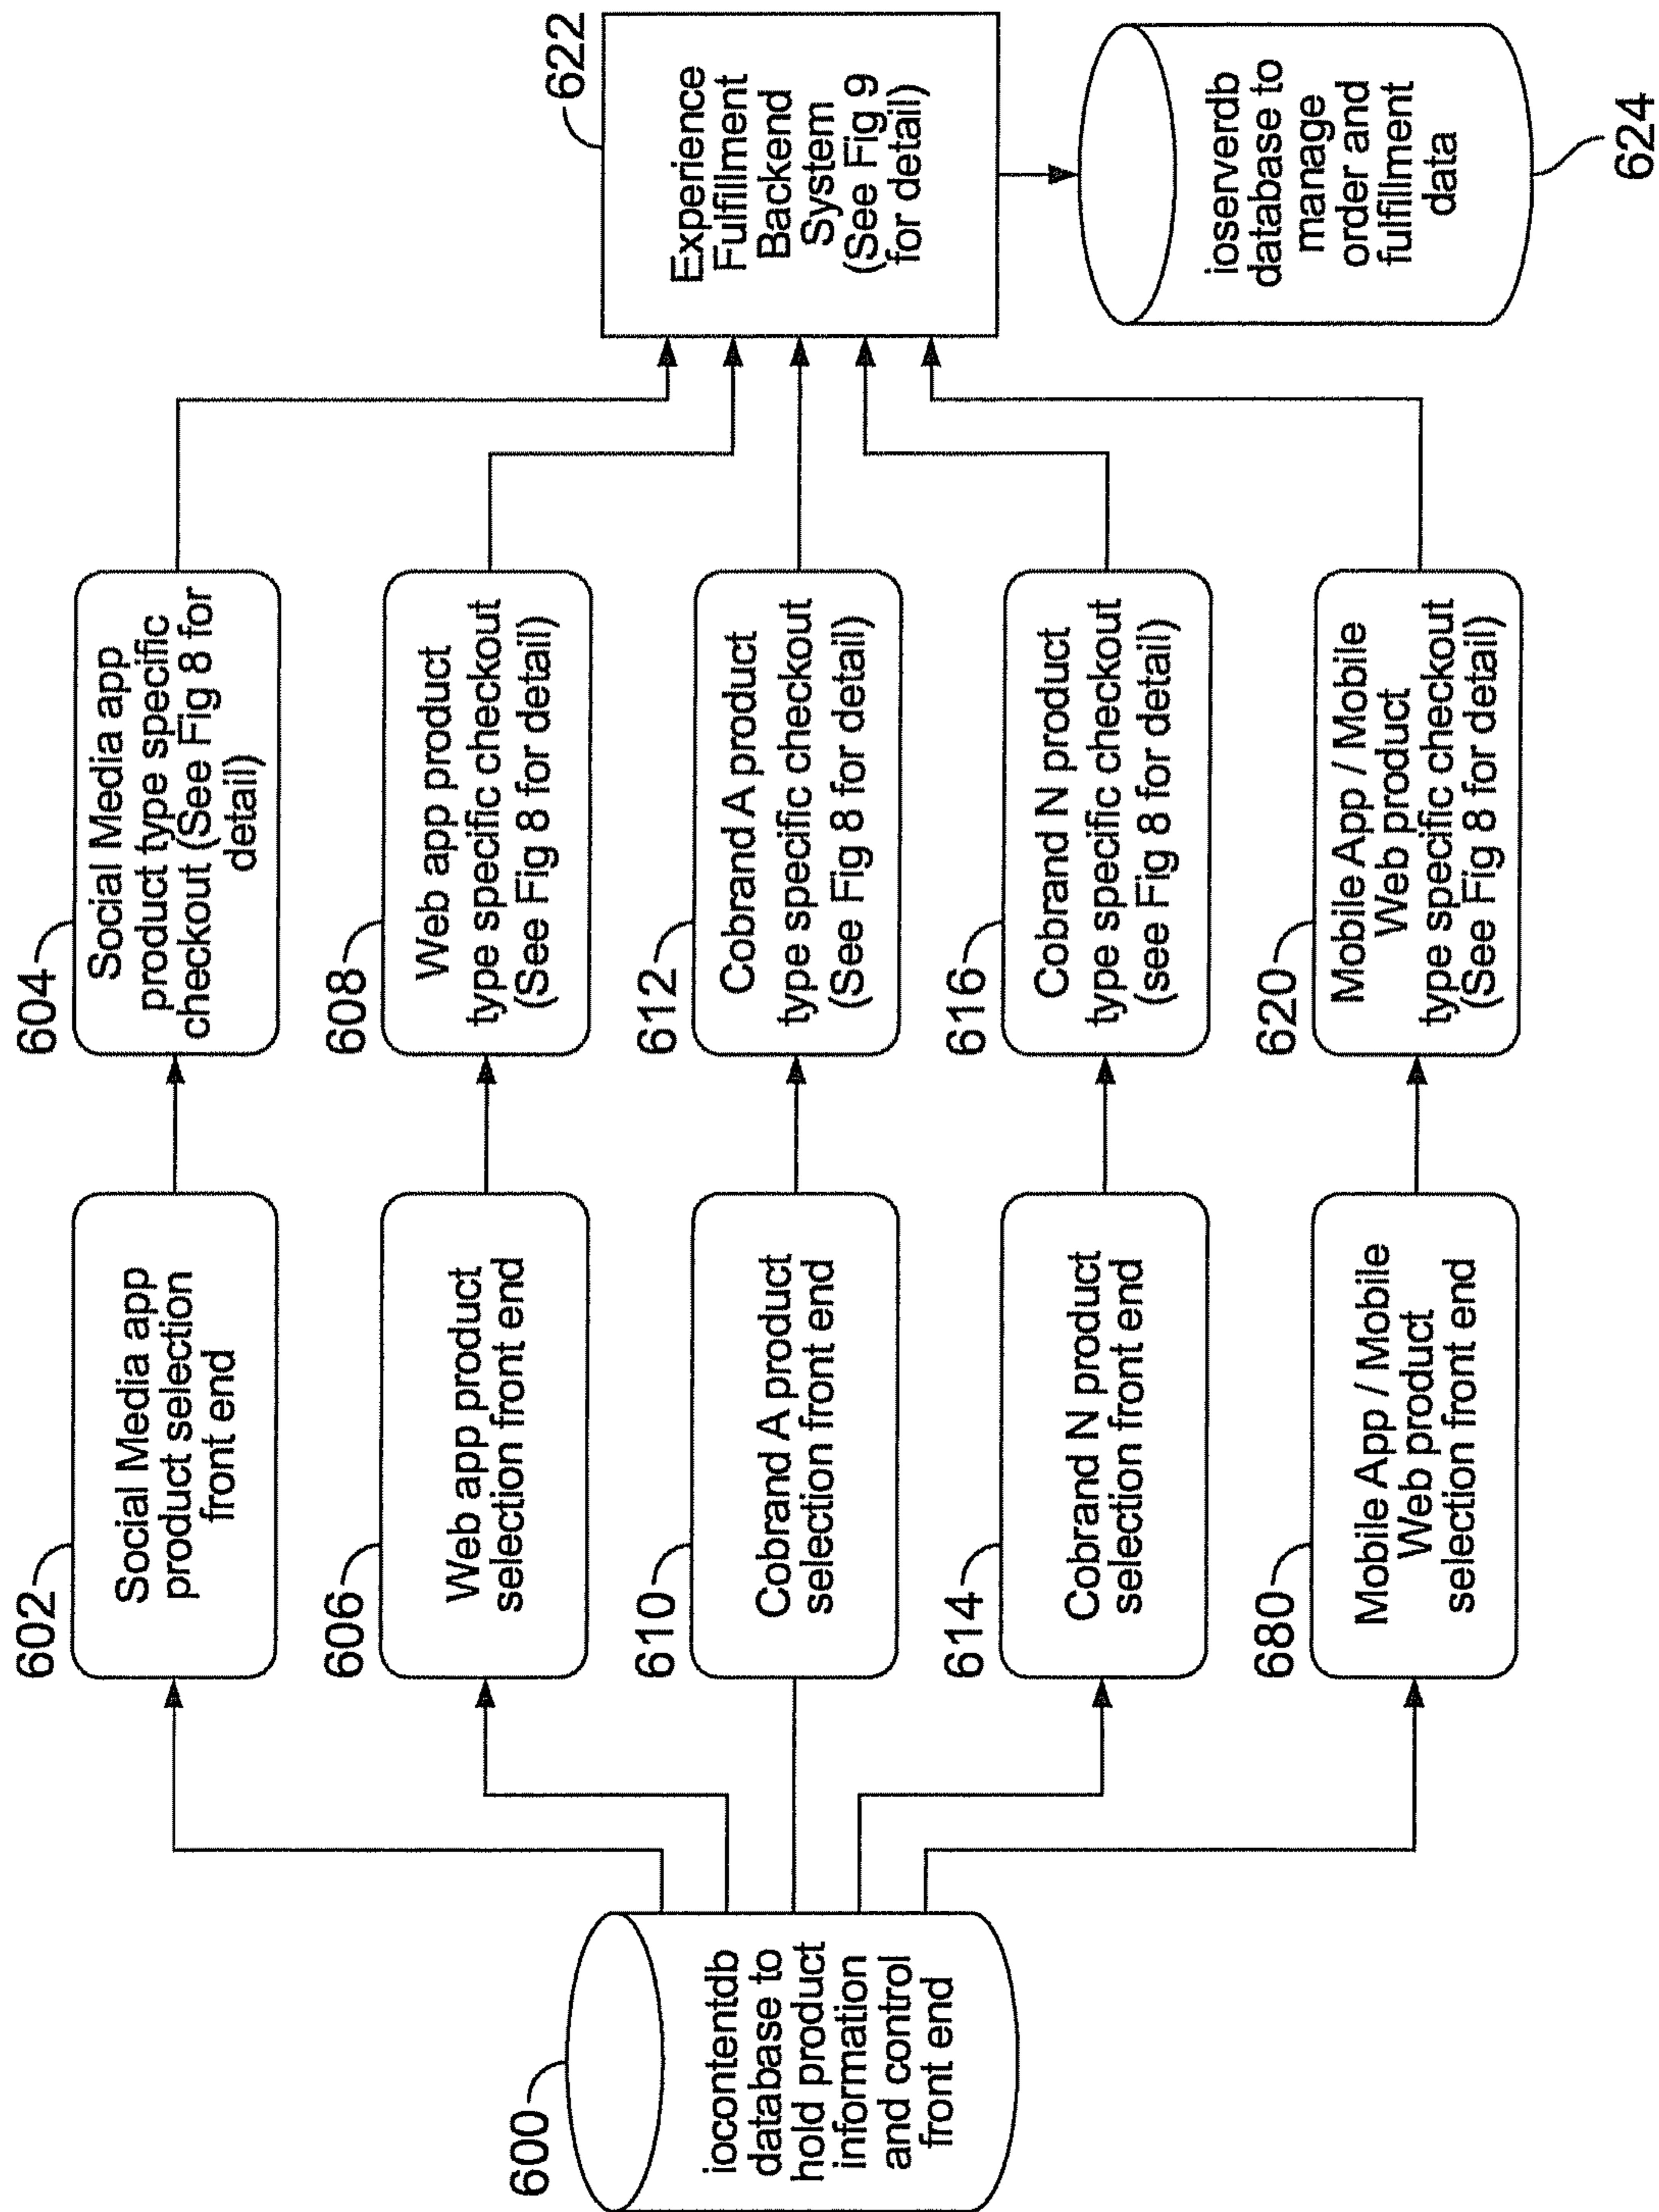 600
iocontentdb
database to
hold product
information
and control
front end
602
Social Media app
product selection
front end
604
Social Media app
product type specific
checkout (See Fig 8 for
detail)
606
Web app product
selection front end
608
Web app product
type specific checkout
(See Fig 8 for detail)
610
Cobrand A product
selection front end
612
Cobrand A product
type specific checkout
(See Fig 8 for detail)
614
Cobrand N product
selection front end
616
Cobrand N product
type specific checkout
(see Fig 8 for detail)
680
Mobile App / Mobile
Web product
selection front end
620
Mobile App / Mobile
Web product
type specific checkout
(See Fig 8 for detail)
622
Experience
Fulfillment
Backend
System
(See Fig 9
for detail)
ioserverdb
database to
manage
order and
fulfillment
data
624